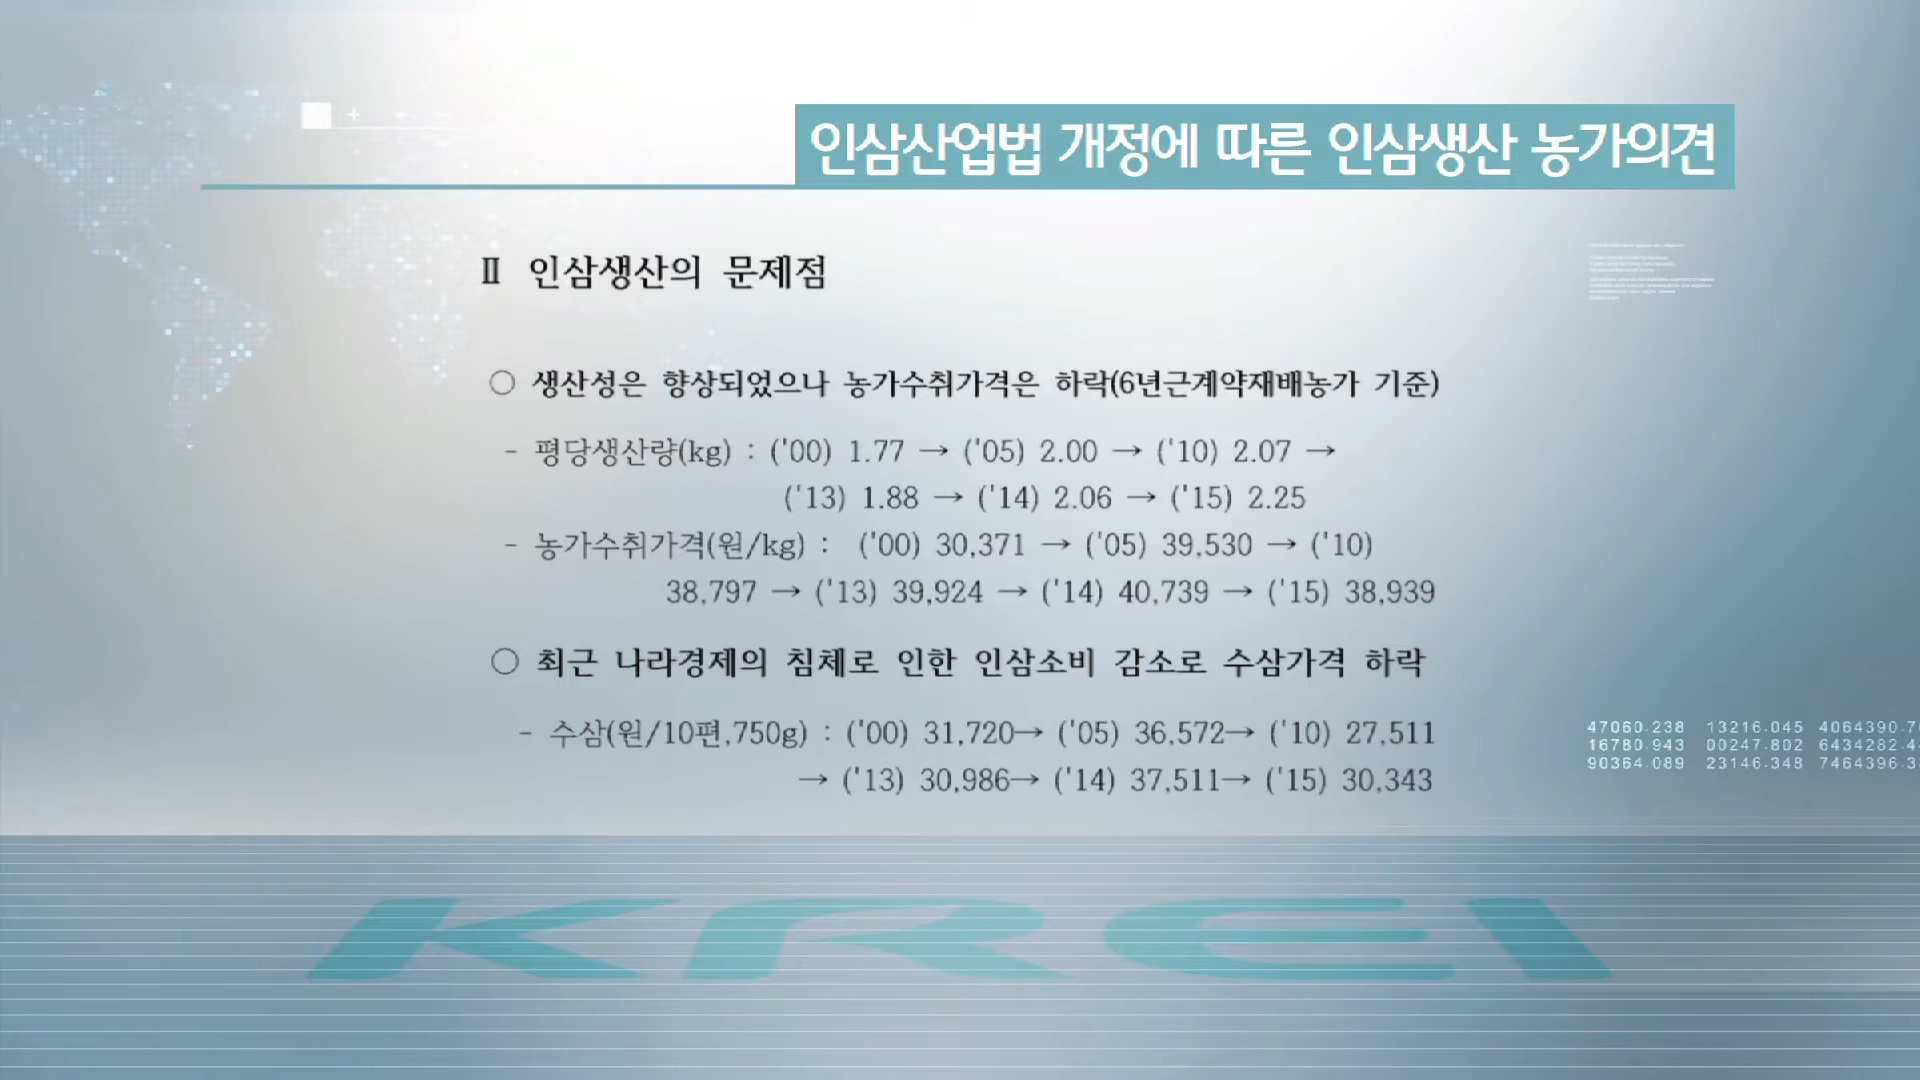 인삼산업법 개정에 따른 인삼생산 농가의견
Ⅱ 인삼생산의 문제점
○ 생산성은 향상되었으나 농가수취가격은 하락(6년근계약재배농가 기준)
- 평당생산량(kg) : ('00) 1.77 → ('05) 2.00 → ('10) 2.07 →
('13) 1.88 → ('14) 2.06 → ('15) 2.25
- 농가수취가격(원/kg) : ('00) 30,371 → ('05) 39,530 → ('10)
38,797 → ('13) 39,924 → ('14) 40,739 → ('15) 38,939
○ 최근 나라경제의 침체로 인한 인삼소비 감소로 수삼가격 하락
- 수삼(원/10편,750g) : ('00) 31,720→ ('05) 36,572→ ('10) 27,511
→ ('13) 30,986→ ('14) 37,511→ ('15) 30,343
47060.238 13216.045 4064390.7
16780.943 00247.802 6434282.4
90364.089 23146.348 7464396.3
KREI